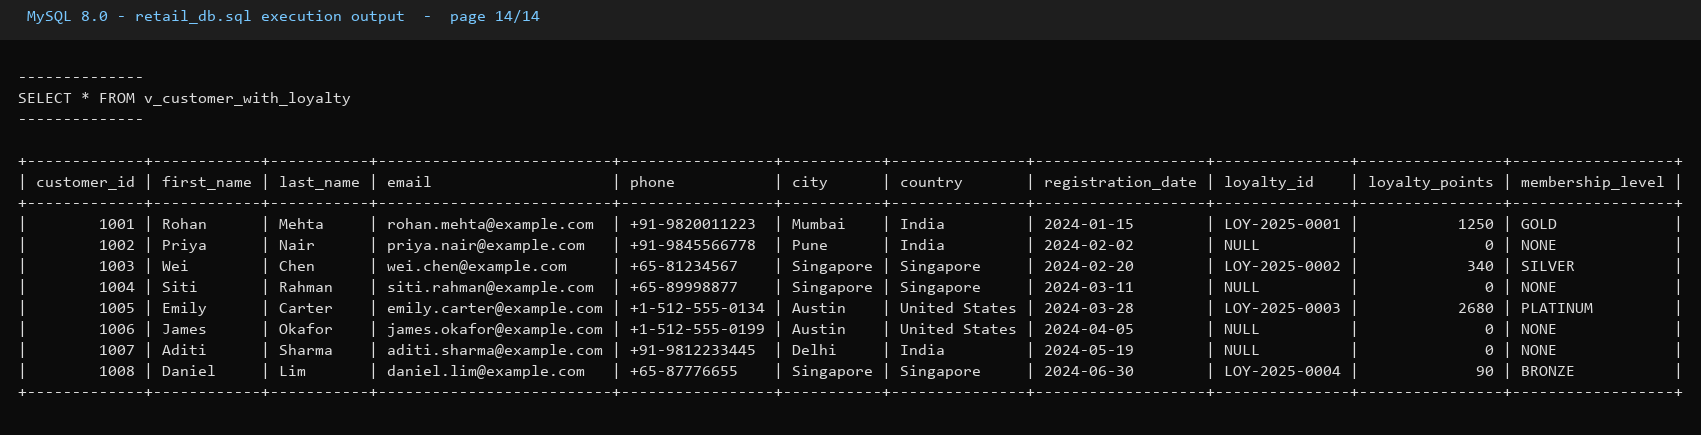 MySQL 8.0 - retail_db.sql execution output  -  page 14/14
--------------
SELECT * FROM v_customer_with_loyalty
--------------
+-------------+------------+-----------+--------------------------+-----------------+-----------+---------------+-------------------+---------------+----------------+------------------+
| customer_id | first_name | last_name | email                    | phone           | city      | country       | registration_date | loyalty_id    | loyalty_points | membership_level |
+-------------+------------+-----------+--------------------------+-----------------+-----------+---------------+-------------------+---------------+----------------+------------------+
|        1001 | Rohan      | Mehta     | rohan.mehta@example.com  | +91-9820011223  | Mumbai    | India         | 2024-01-15        | LOY-2025-0001 |           1250 | GOLD             |
|        1002 | Priya      | Nair      | priya.nair@example.com   | +91-9845566778  | Pune      | India         | 2024-02-02        | NULL          |              0 | NONE             |
|        1003 | Wei        | Chen      | wei.chen@example.com     | +65-81234567    | Singapore | Singapore     | 2024-02-20        | LOY-2025-0002 |            340 | SILVER           |
|        1004 | Siti       | Rahman    | siti.rahman@example.com  | +65-89998877    | Singapore | Singapore     | 2024-03-11        | NULL          |              0 | NONE             |
|        1005 | Emily      | Carter    | emily.carter@example.com | +1-512-555-0134 | Austin    | United States | 2024-03-28        | LOY-2025-0003 |           2680 | PLATINUM         |
|        1006 | James      | Okafor    | james.okafor@example.com | +1-512-555-0199 | Austin    | United States | 2024-04-05        | NULL          |              0 | NONE             |
|        1007 | Aditi      | Sharma    | aditi.sharma@example.com | +91-9812233445  | Delhi     | India         | 2024-05-19        | NULL          |              0 | NONE             |
|        1008 | Daniel     | Lim       | daniel.lim@example.com   | +65-87776655    | Singapore | Singapore     | 2024-06-30        | LOY-2025-0004 |             90 | BRONZE           |
+-------------+------------+-----------+--------------------------+-----------------+-----------+---------------+-------------------+---------------+----------------+------------------+